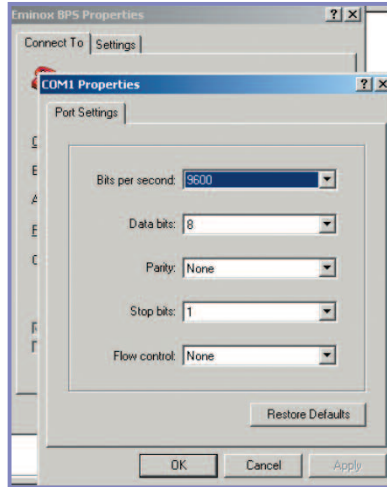 Eminox BPS Properties
Connect To Settings
COM1 Properties
Port Settings
Bits per second: 9600
Data bits: 8
Parity: None
Stop bits: 1
Flow control: None
Restore Defaults
OK Cancel Apply